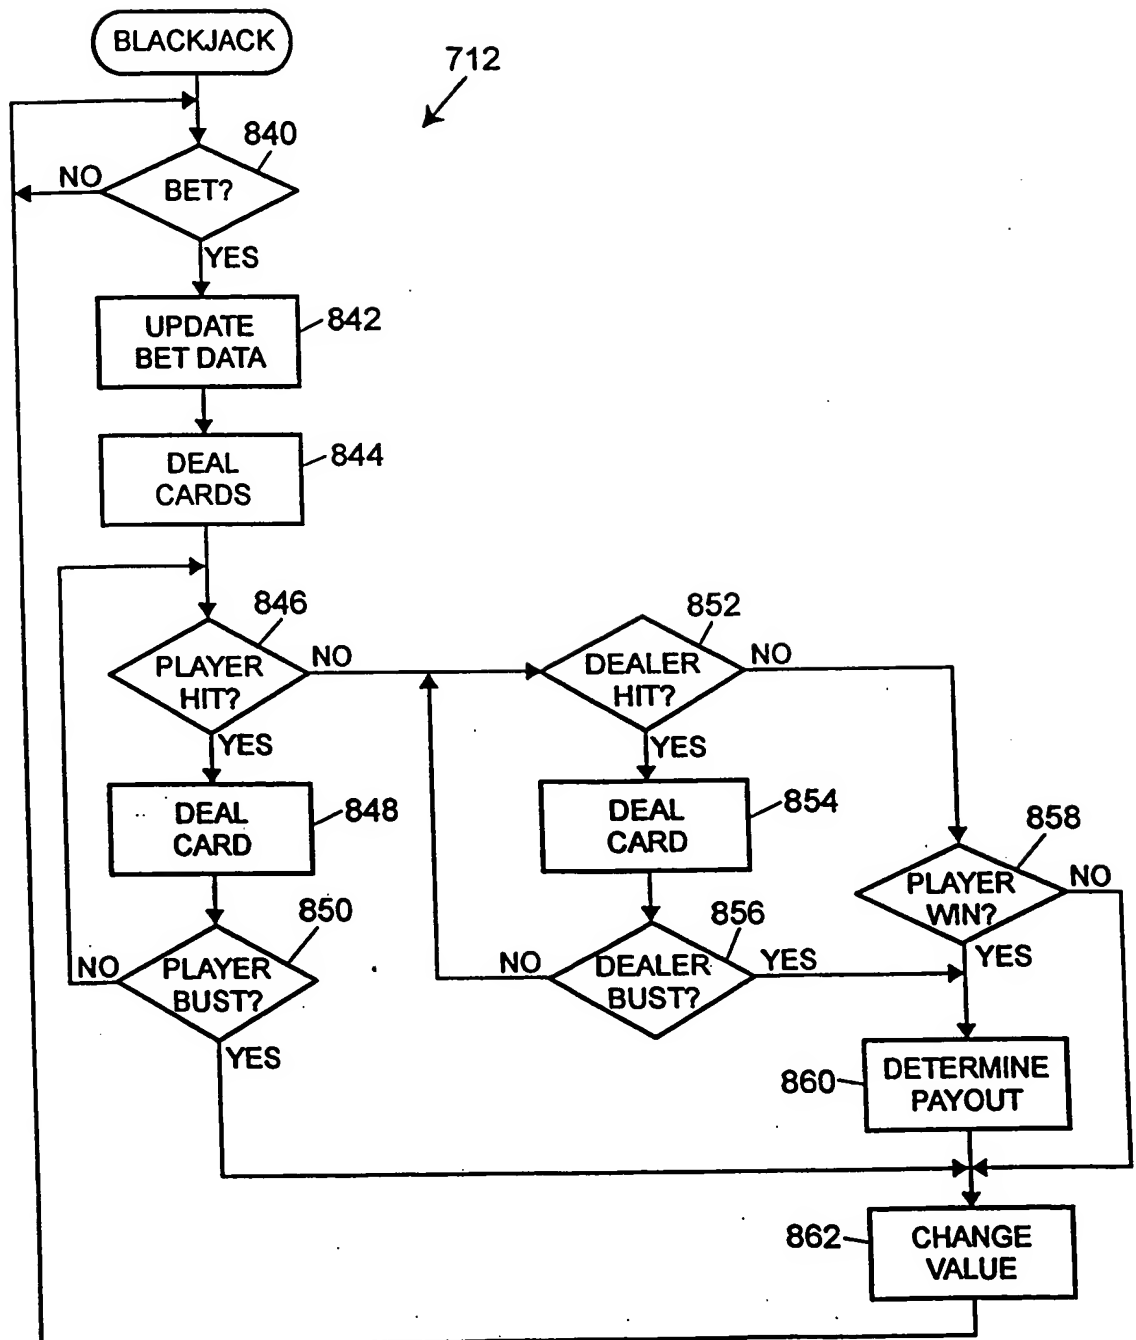 BLACKJACK
712
840
NO
BET?
YES
UPDATE
BET DATA
842
DEAL
CARDS
844
846
PLAYER
HIT?
NO
YES
852
DEALER
HIT?
NO
YES
DEAL
CARD
848
DEAL
CARD
854
858
PLAYER
WIN?
NO
YES
850
NO
PLAYER
BUST?
YES
856
NO
DEALER
BUST?
YES
860
DETERMINE
PAYOUT
862
CHANGE
VALUE